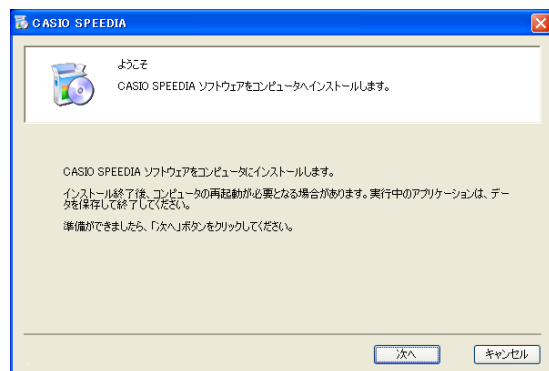 CASIO SPEEDIA
ようこそ
CASIO SPEEDIA ソフトウェアをコンピュータへインストールします。
CASIO SPEEDIA ソフトウェアをコンピュータにインストールします。
インストール終了後、コンピュータの再起動が必要となる場合があります。実行中のアプリケーションは、デー
タを保存して終了してください。
準備ができましたら、「次へ」ボタンをクリックしてください。
次へ
キャンセル